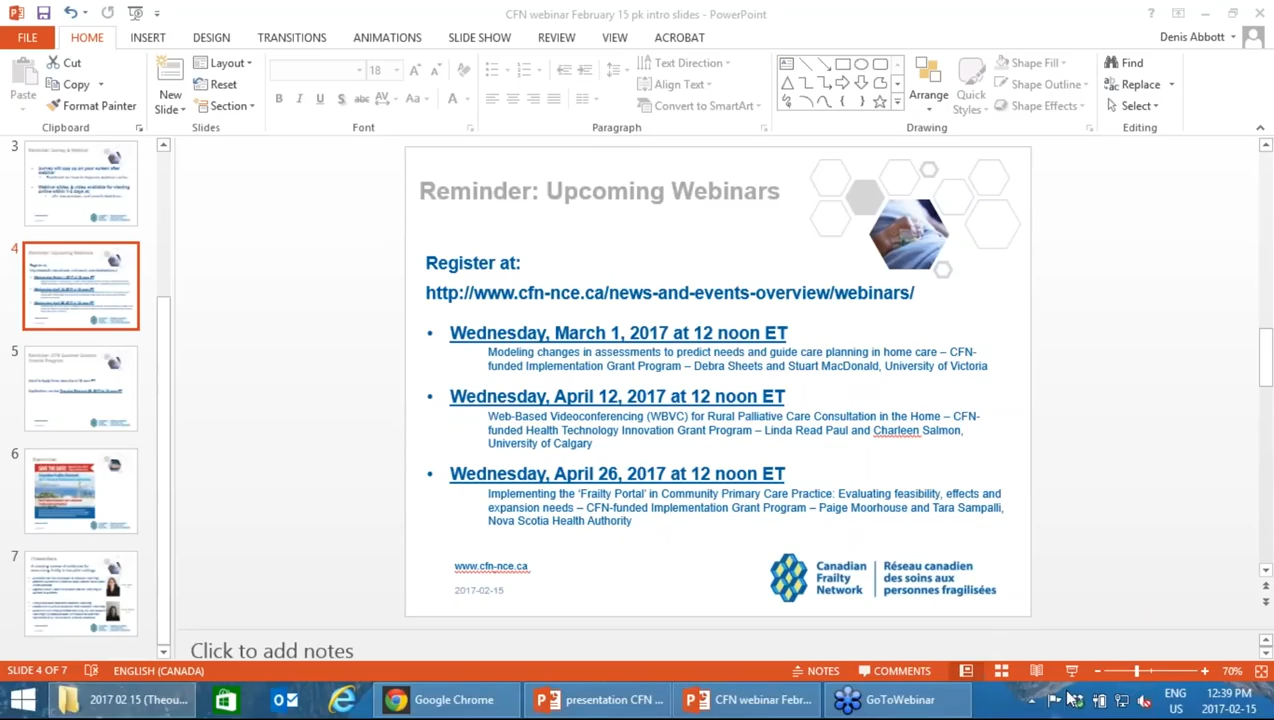 CFN webinar February 15 pk intro slides - PowerPoint
FILE HOME INSERT DESIGN TRANSITIONS ANIMATIONS SLIDE SHOW REVIEW VIEW ACROBAT Denis Abbott
Paste Cut Copy Format Painter
New Slide Layout Reset Section
18
Text Direction Align Text Convert to SmartArt
Arrange Quick Styles Shape Fill Shape Outline Shape Effects
Find Replace Select
Clipboard Slides Font Paragraph Drawing Editing
3
4
5
6
7
Reminder: Upcoming Webinars
Register at:
http://www.cfn-nce.ca/news-and-events-overview/webinars/
• Wednesday, March 1, 2017 at 12 noon ET
Modeling changes in assessments to predict needs and guide care planning in home care – CFN-
funded Implementation Grant Program – Debra Sheets and Stuart MacDonald, University of Victoria
• Wednesday, April 12, 2017 at 12 noon ET
Web-Based Videoconferencing (WBVC) for Rural Palliative Care Consultation in the Home – CFN-
funded Health Technology Innovation Grant Program – Linda Read Paul and Charleen Salmon,
University of Calgary
• Wednesday, April 26, 2017 at 12 noon ET
Implementing the ‘Frailty Portal’ in Community Primary Care Practice: Evaluating feasibility, effects and
expansion needs – CFN-funded Implementation Grant Program – Paige Moorhouse and Tara Sampalli,
Nova Scotia Health Authority
www.cfn-nce.ca
2017-02-15
Canadian
Frailty
Network
Réseau canadien
des soins aux
personnes fragilisées
Click to add notes
SLIDE 4 OF 7 ENGLISH (CANADA) NOTES COMMENTS 70%
2017 02 15 (Theou... Google Chrome presentation CFN ... CFN webinar Febr... GoToWebinar
ENG
US
12:39 PM
2017-02-15